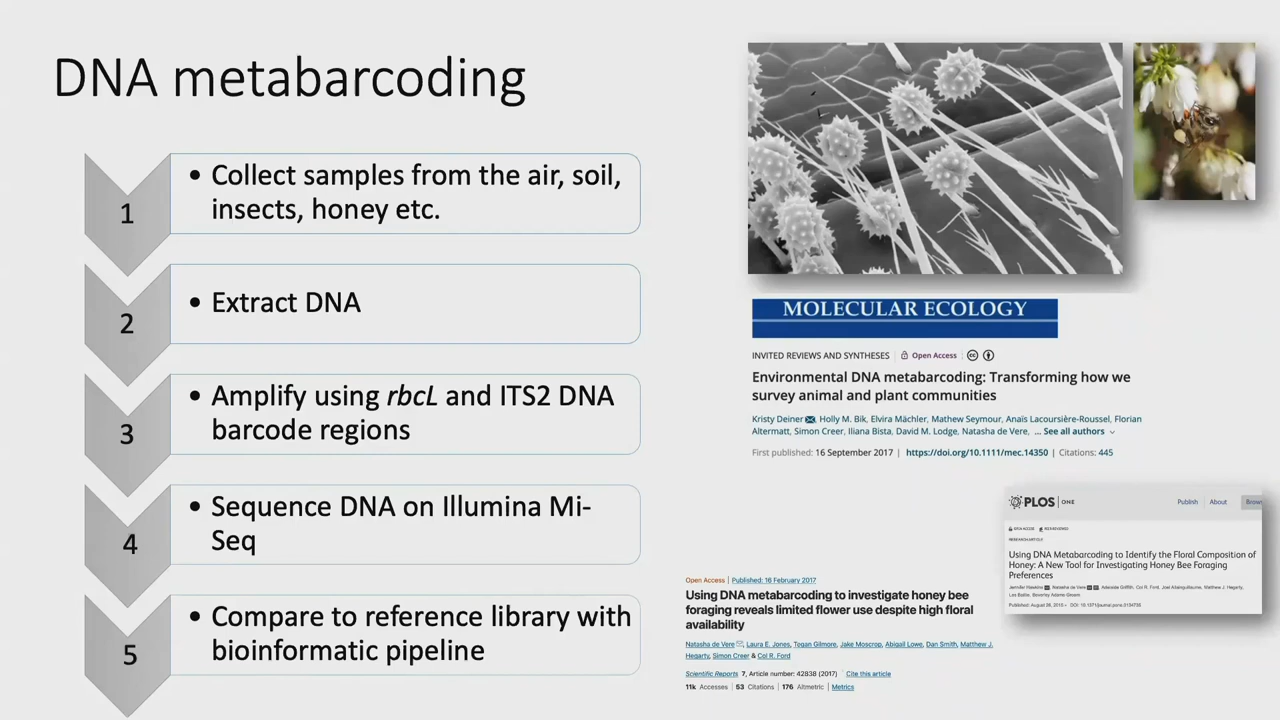 DNA metabarcoding
1
• Collect samples from the air, soil,
insects, honey etc.
2
• Extract DNA
3
• Amplify using rbcL and ITS2 DNA
barcode regions
4
• Sequence DNA on Illumina Mi-
Seq
5
• Compare to reference library with
bioinformatic pipeline
MOLECULAR ECOLOGY
INVITED REVIEWS AND SYNTHESES Open Access
Environmental DNA metabarcoding: Transforming how we
survey animal and plant communities
Kristy Deiner, Holly M. Bik, Elvira Mächler, Mathew Seymour, Anaïs Lacoursière-Roussel, Florian
Altermatt, Simon Creer, Iliana Bista, David M. Lodge, Natasha de Vere, ... See all authors
First published: 16 September 2017 | https://doi.org/10.1111/mec.14350 | Citations: 445
PLOS | ONE
Publish About Brows
OPEN ACCESS PEER-REVIEWED
RESEARCH ARTICLE
Using DNA Metabarcoding to Identify the Floral Composition of
Honey: A New Tool for Investigating Honey Bee Foraging
Preferences
Jennifer Hawkins, Natasha de Vere, Adelaide Griffith, Col R. Ford, Joel Allainguillaume, Matthew J. Hegarty,
Les Baillie, Beverley Adams-Groom
Published: August 26, 2015 • DOI: 10.1371/journal.pone.0134735
Open Access | Published: 16 February 2017
Using DNA metabarcoding to investigate honey bee
foraging reveals limited flower use despite high floral
availability
Natasha de Vere, Laura E. Jones, Tegan Gilmore, Jake Moscrop, Abigail Lowe, Dan Smith, Matthew J.
Hegarty, Simon Creer & Col R. Ford
Scientific Reports 7, Article number: 42838 (2017) Cite this article
11k Accesses | 53 Citations | 176 Altmetric | Metrics